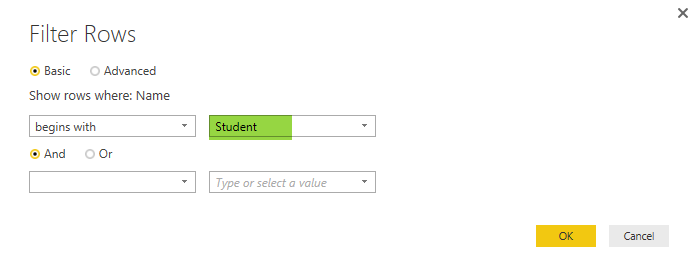 Filter Rows
Basic Advanced
Show rows where: Name
begins with Student
And Or
Type or select a value
OK Cancel